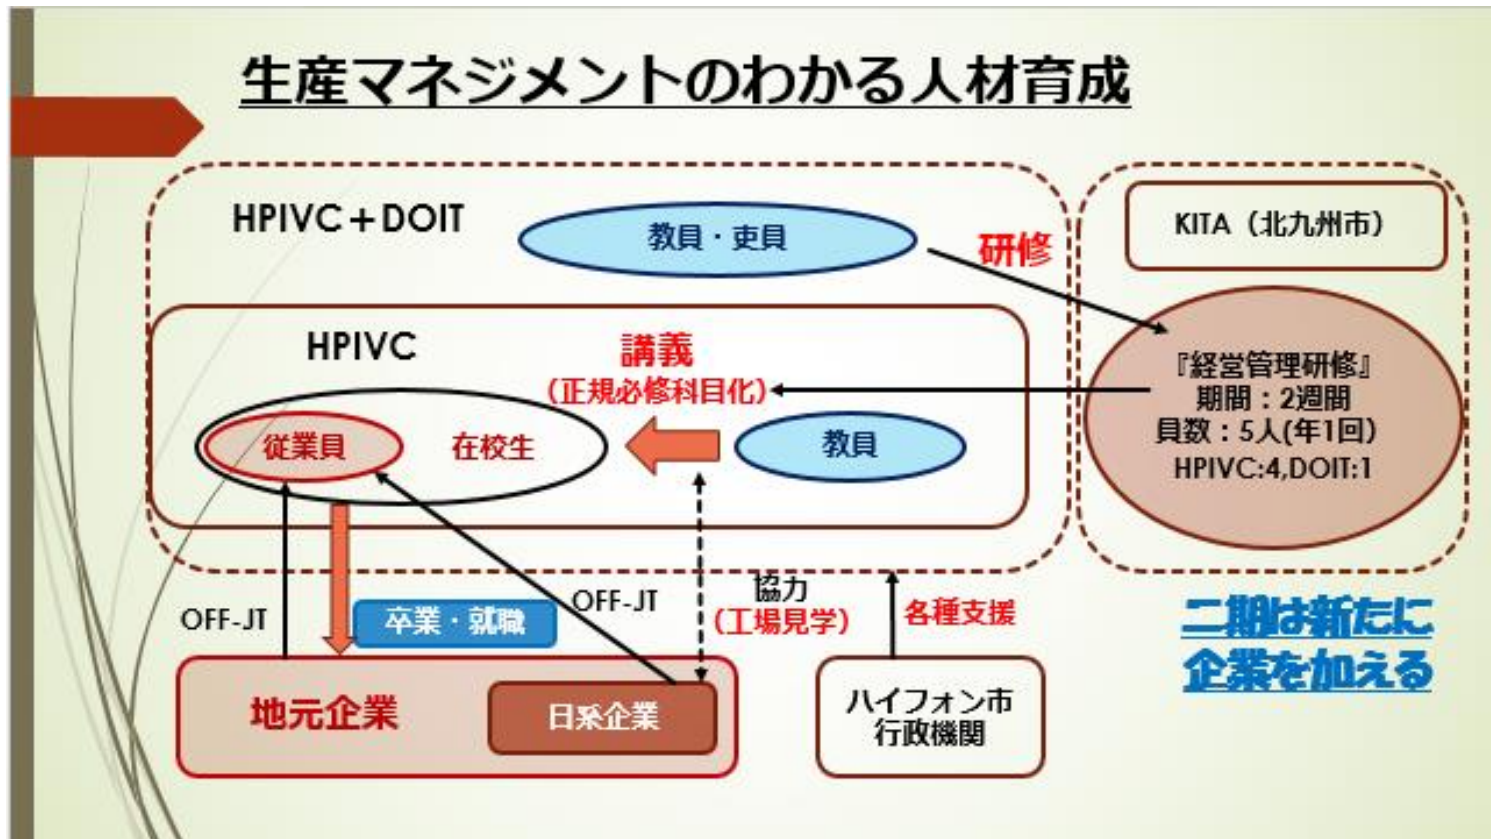 生産マネジメントのわかる人材育成
HPIVC＋DOIT
教員・吏員
研修
KITA（北九州市）
HPIVC
講義
（正規必修科目化）
従業員
在校生
教員
『経営管理研修』
期間：2週間
員数：5人(年1回)
HPIVC:4,DOIT:1
OFF-JT
卒業・就職
OFF-JT
協力
（工場見学）
各種支援
二期は新たに
企業を加える
地元企業
日系企業
ハイフォン市
行政機関